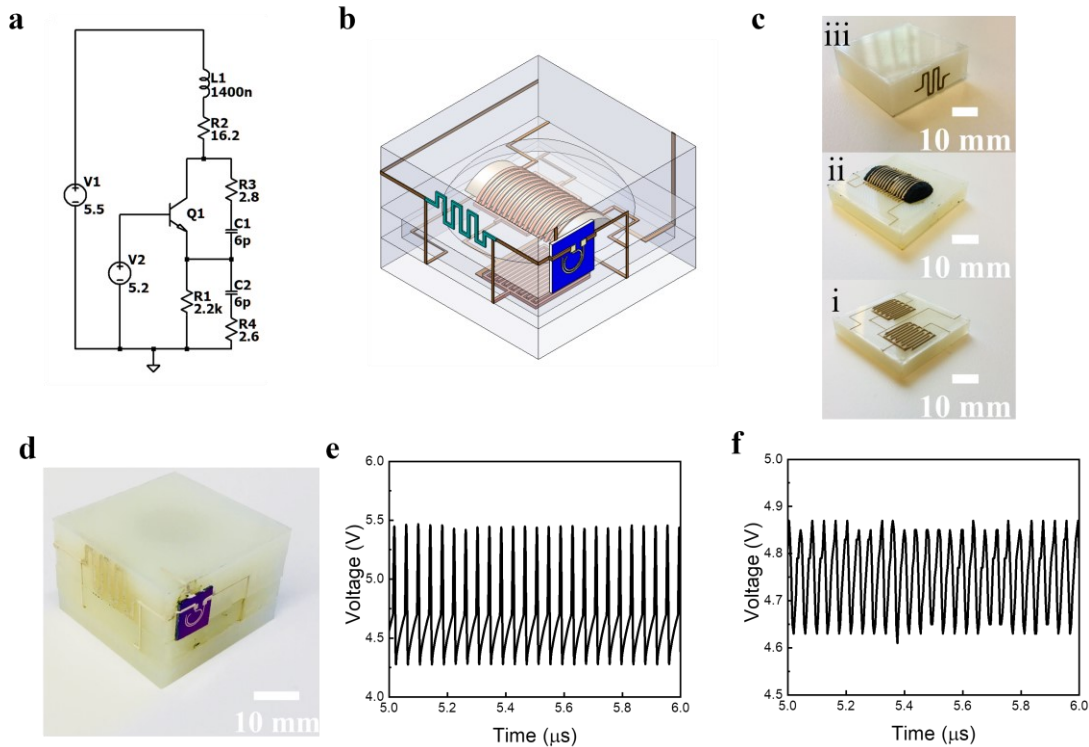 a
L1
1400n
R2
16.2
V1
5.5
R3
2.8
Q1
C1
6p
V2
5.2
R1
2.2k
C2
6p
R4
2.6
b
c
iii
10 mm
ii
10 mm
i
10 mm
d
10 mm
e
6.0
5.5
5.0
4.5
4.0
Voltage (V)
5.0 5.2 5.4 5.6 5.8 6.0
Time (μs)
f
5.0
4.9
4.8
4.7
4.6
4.5
Voltage (V)
5.0 5.2 5.4 5.6 5.8 6.0
Time (μs)